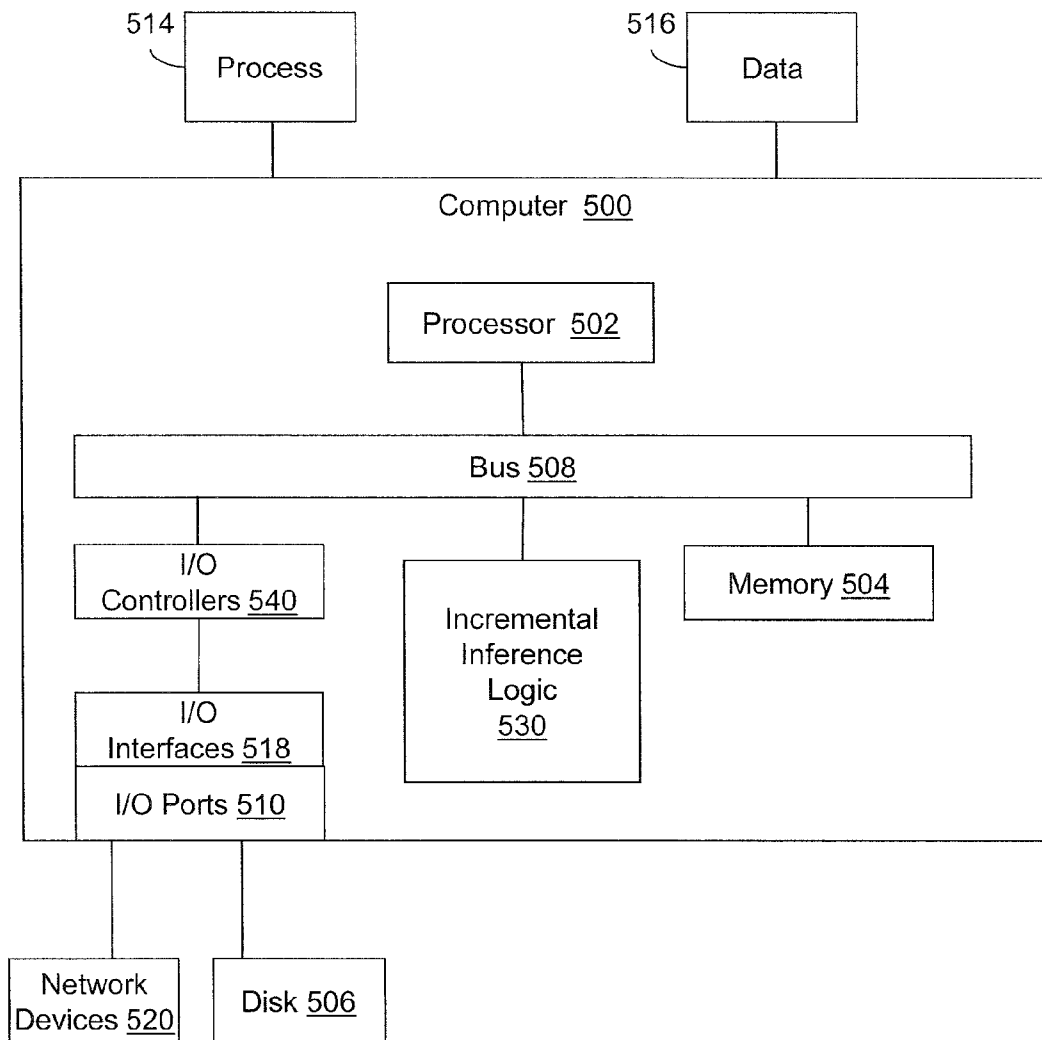 514
Process
516
Data
Computer 500
Processor 502
Bus 508
I/O
Controllers 540
Incremental
Inference
Logic
530
Memory 504
I/O
Interfaces 518
I/O Ports 510
Network
Devices 520
Disk 506